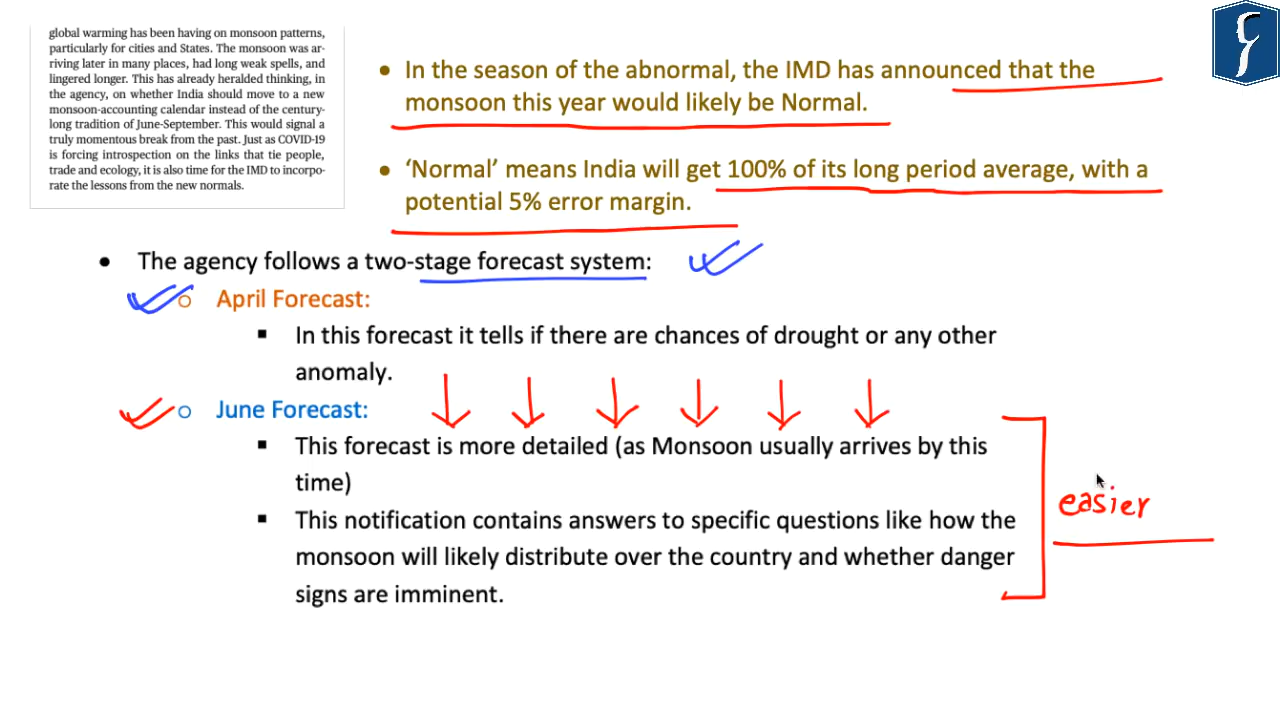 global warming has been having on monsoon patterns,
particularly for cities and States. The monsoon was ar-
riving later in many places, had long weak spells, and
lingered longer. This has already heralded thinking, in
the agency, on whether India should move to a new
monsoon-accounting calendar instead of the century-
long tradition of June-September. This would signal a
truly momentous break from the past. Just as COVID-19
is forcing introspection on the links that tie people,
trade and ecology, it is also time for the IMD to incorpo-
rate the lessons from the new normals.
• In the season of the abnormal, the IMD has announced that the
monsoon this year would likely be Normal.
• ‘Normal’ means India will get 100% of its long period average, with a
potential 5% error margin.
• The agency follows a two-stage forecast system:
o April Forecast:
▪ In this forecast it tells if there are chances of drought or any other
anomaly.
o June Forecast:
▪ This forecast is more detailed (as Monsoon usually arrives by this
time)
▪ This notification contains answers to specific questions like how the
monsoon will likely distribute over the country and whether danger
signs are imminent.
easier